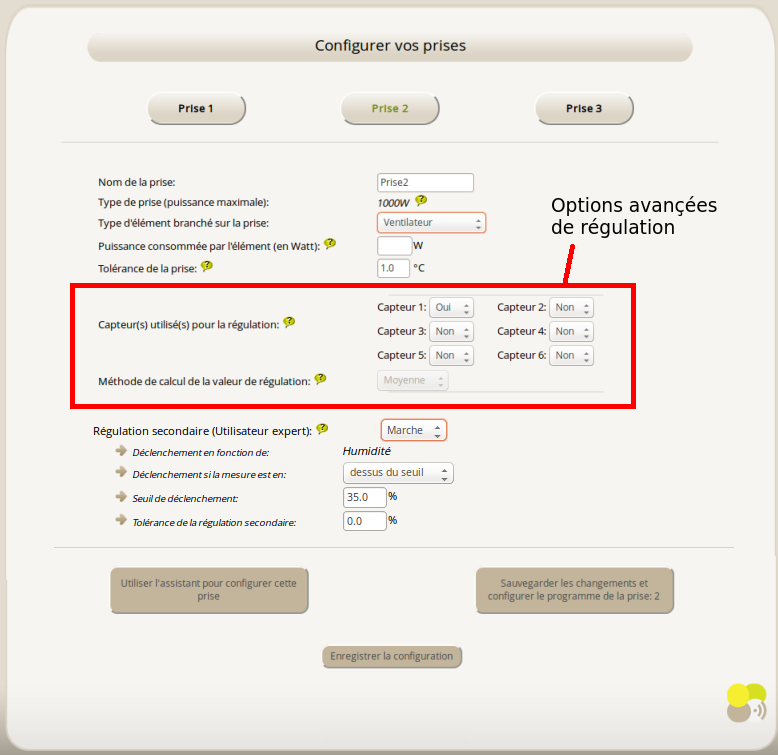 Configurer vos prises
Prise 1
Prise 2
Prise 3
Nom de la prise: Prise2
Type de prise (puissance maximale): 1000W ?
Type d'élément branché sur la prise: Ventilateur
Puissance consommée par l'élément (en Watt): ? W
Tolérance de la prise: ? 1.0 °C
Options avançées
de régulation
Capteur(s) utilisé(s) pour la régulation: ?
Capteur 1: Oui Capteur 2: Non
Capteur 3: Non Capteur 4: Non
Capteur 5: Non Capteur 6: Non
Méthode de calcul de la valeur de régulation: ? Moyenne
Régulation secondaire (Utilisateur expert): ? Marche
Déclenchement en fonction de: Humidité
Déclenchement si la mesure est en: dessus du seuil
Seuil de déclenchement: 35.0 %
Tolérance de la régulation secondaire: 0.0 %
Utiliser l'assistant pour configurer cette
prise
Sauvegarder les changements et
configurer le programme de la prise: 2
Enregistrer la configuration